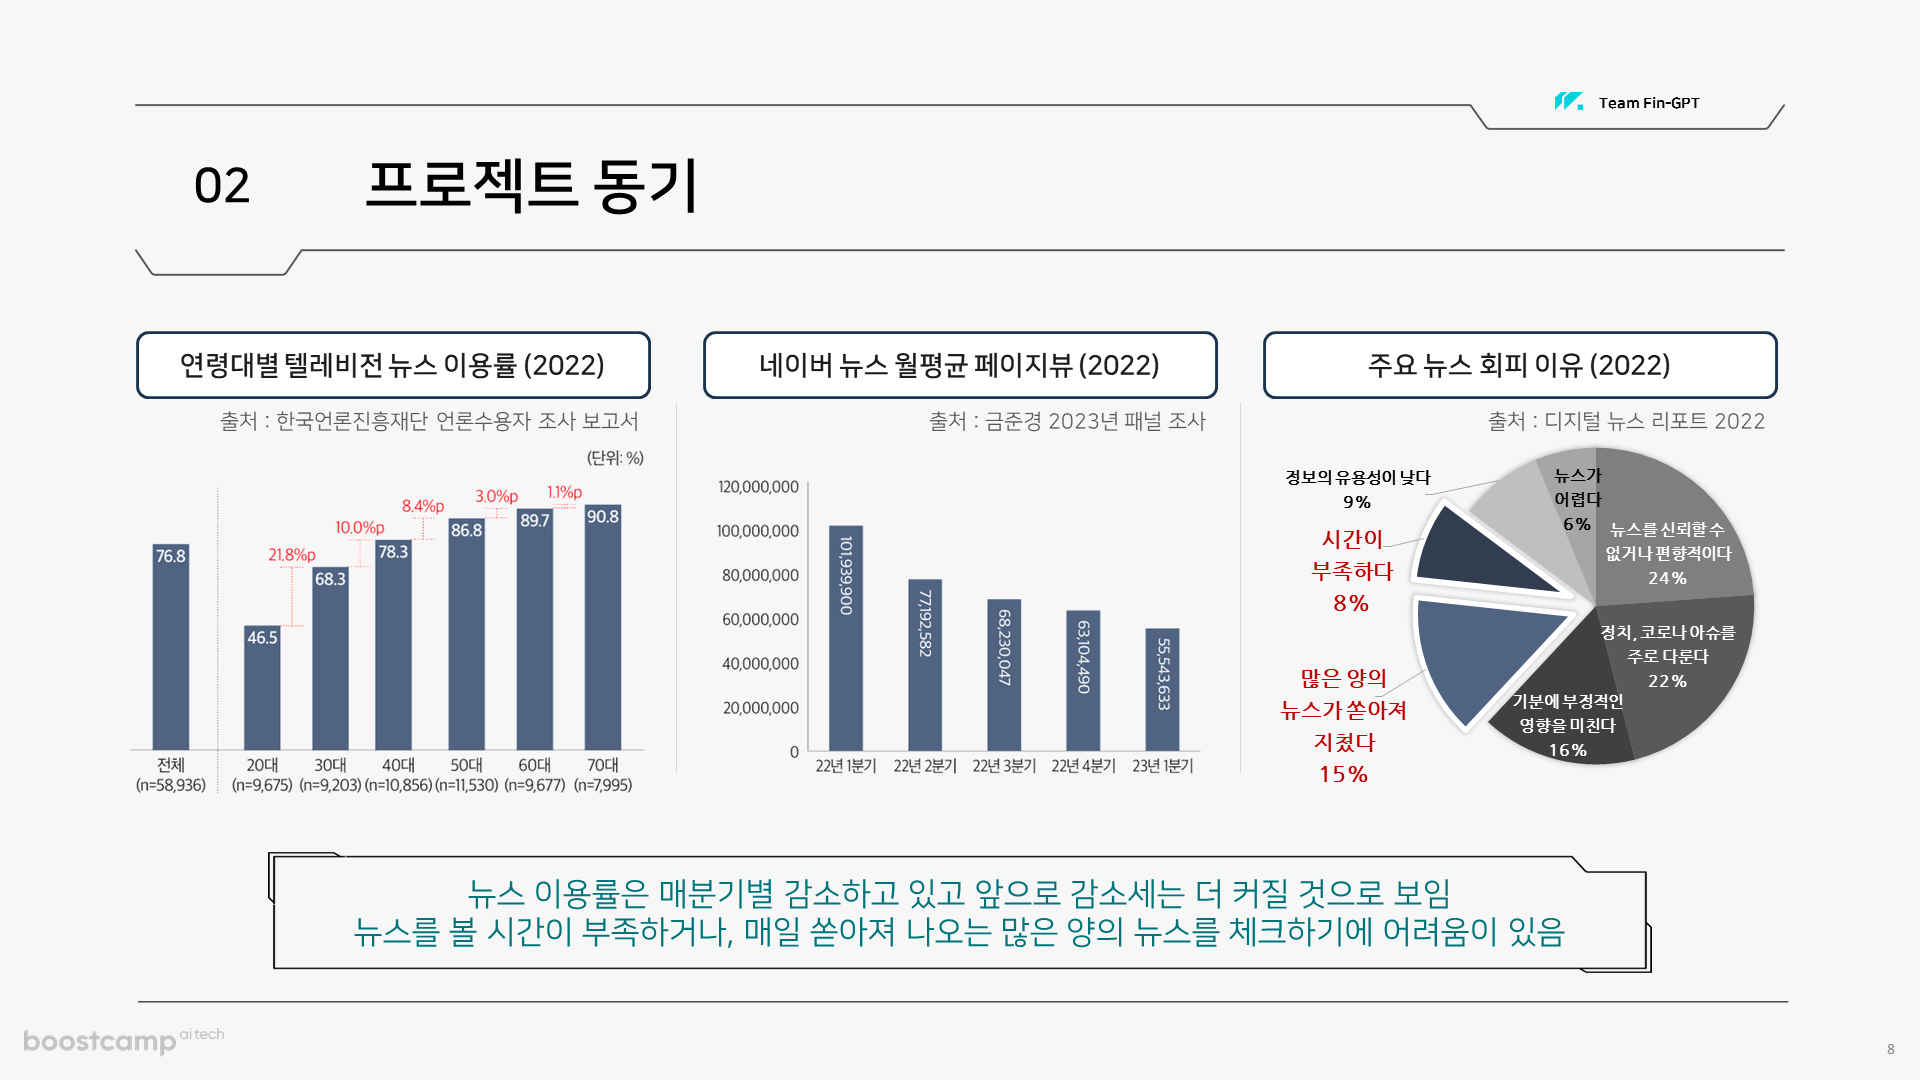 Team Fin-GPT
02
프로젝트 동기
연령대별 텔레비전 뉴스 이용률 (2022)
출처 : 한국언론진흥재단 언론수용자 조사 보고서
(단위: %)
76.8
46.5
68.3
78.3
86.8
89.7
90.8
21.8%p
10.0%p
8.4%p
3.0%p
1.1%p
전체
(n=58,936)
20대
(n=9,675)
30대
(n=9,203)
40대
(n=10,856)
50대
(n=11,530)
60대
(n=9,677)
70대
(n=7,995)
네이버 뉴스 월평균 페이지뷰 (2022)
출처 : 금준경 2023년 패널 조사
120,000,000
100,000,000
80,000,000
60,000,000
40,000,000
20,000,000
0
101,939,900
77,192,582
68,230,047
63,104,490
55,543,633
22년 1분기
22년 2분기
22년 3분기
22년 4분기
23년 1분기
주요 뉴스 회피 이유 (2022)
출처 : 디지털 뉴스 리포트 2022
정보의 유용성이 낮다
9%
뉴스가
어렵다
6%
시간이
부족하다
8%
뉴스를 신뢰할 수
없거나 편향적이다
24%
정치, 코로나 아슈를
주로 다룬다
22%
많은 양의
뉴스가 쏟아져
지쳤다
15%
기분에 부정적인
영향을 미친다
16%
뉴스 이용률은 매분기별 감소하고 있고 앞으로 감소세는 더 커질 것으로 보임
뉴스를 볼 시간이 부족하거나, 매일 쏟아져 나오는 많은 양의 뉴스를 체크하기에 어려움이 있음
boostcamp ai tech
8